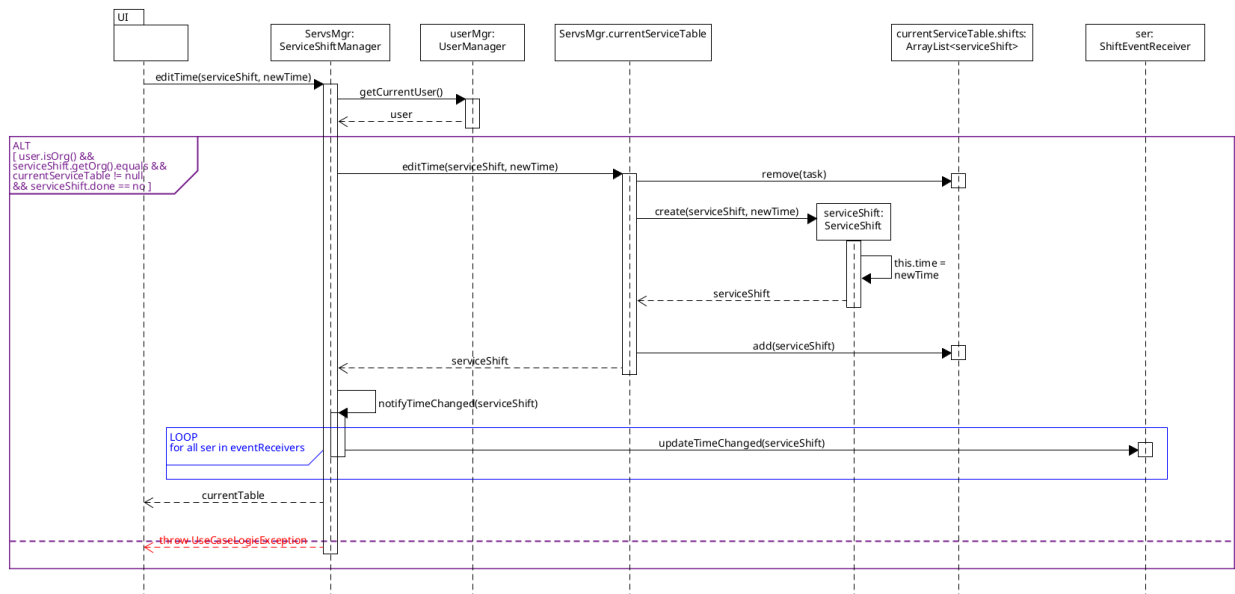 UI
ServsMgr:
ServiceShiftManager
userMgr:
UserManager
ServsMgr.currentServiceTable
currentServiceTable.shifts:
ArrayList<serviceShift>
ser:
ShiftEventReceiver
editTime(serviceShift, newTime)
getCurrentUser()
user
ALT
[ user.isOrg() &&
serviceShift.getOrg().equals &&
currentServiceTable != null
&& serviceShift.done == no ]
editTime(serviceShift, newTime)
remove(task)
create(serviceShift, newTime)
serviceShift:
ServiceShift
this.time =
newTime
serviceShift
add(serviceShift)
serviceShift
notifyTimeChanged(serviceShift)
LOOP
for all ser in eventReceivers
updateTimeChanged(serviceShift)
currentTable
throw UseCaseLogicException